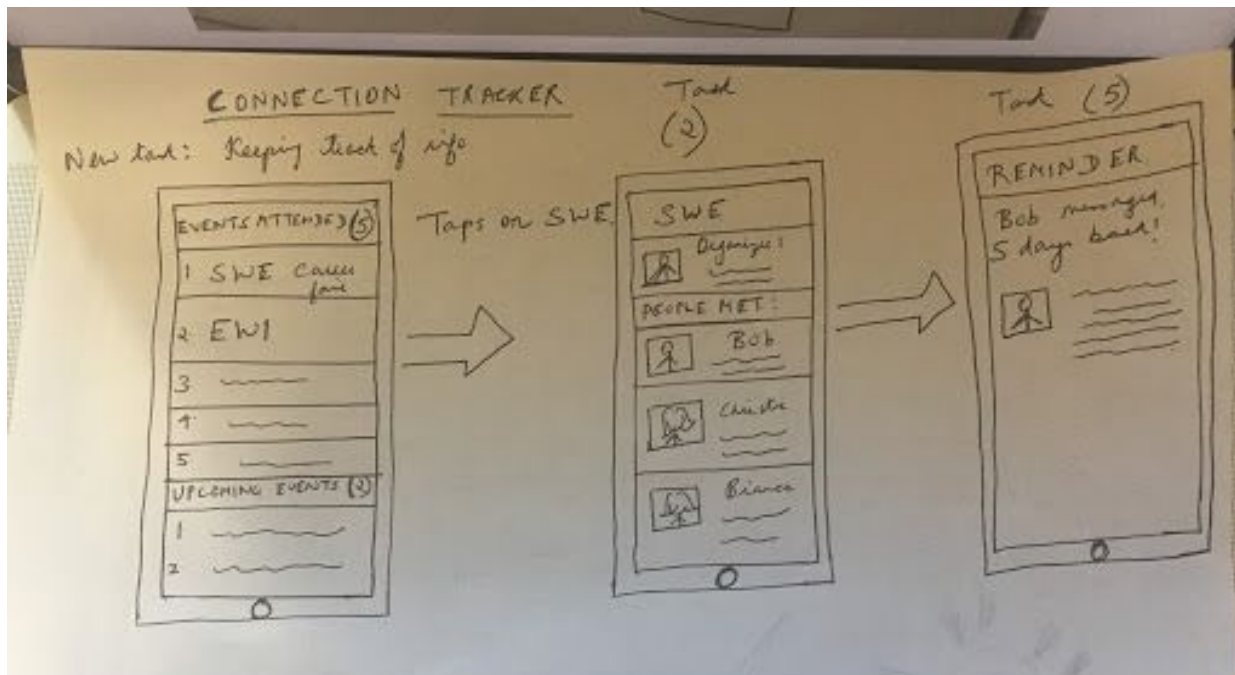 CONNECTION TRACKER
New task: Keeping track of info
EVENTS ATTENDED (5)
1 SWE Career
fair
2 EWI
3
4
5
UPCOMING EVENTS (2)
1
2
Taps on SWE
Task
(2)
SWE
Organizer:
PEOPLE MET:
Bob
Christie
Bianca
Task (5)
REMINDER
Bob messaged
5 days back!